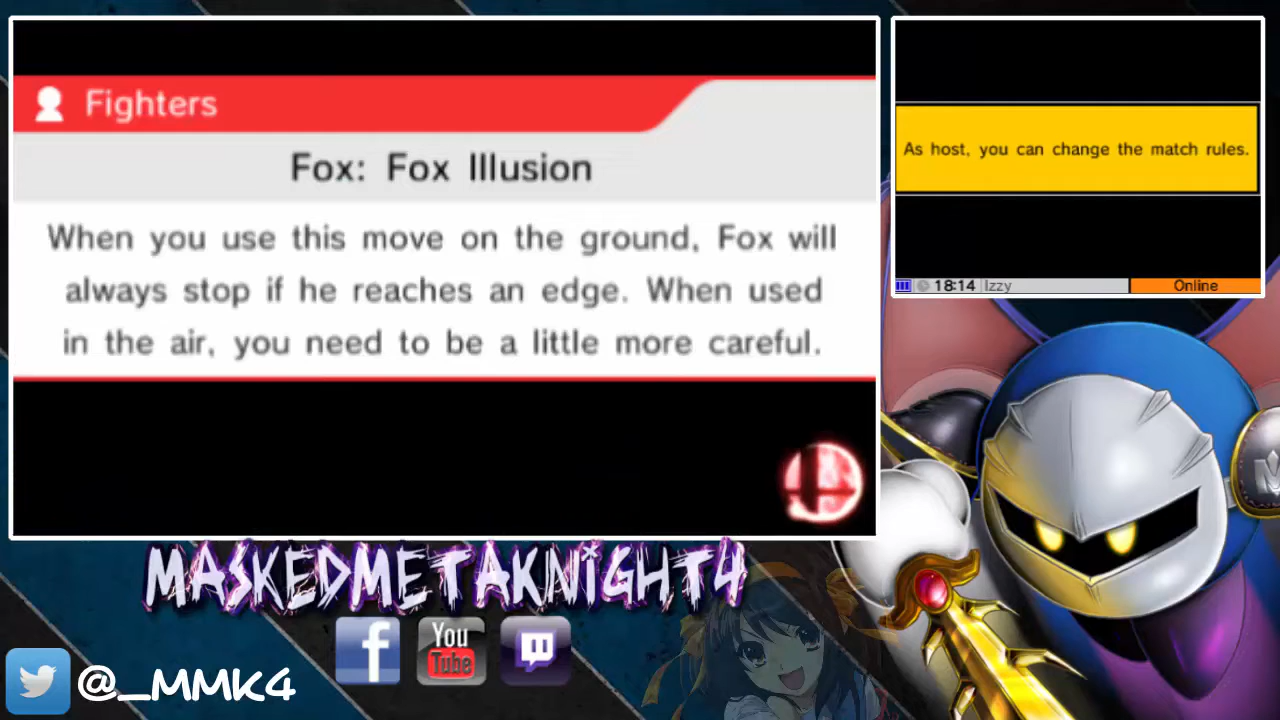 Fighters
Fox: Fox Illusion
When you use this move on the ground, Fox will
always stop if he reaches an edge. When used
in the air, you need to be a little more careful.
As host, you can change the match rules.
18:14 Izzy Online
MASKEDMETAKNiGHT4
f You Tube
@_MMK4